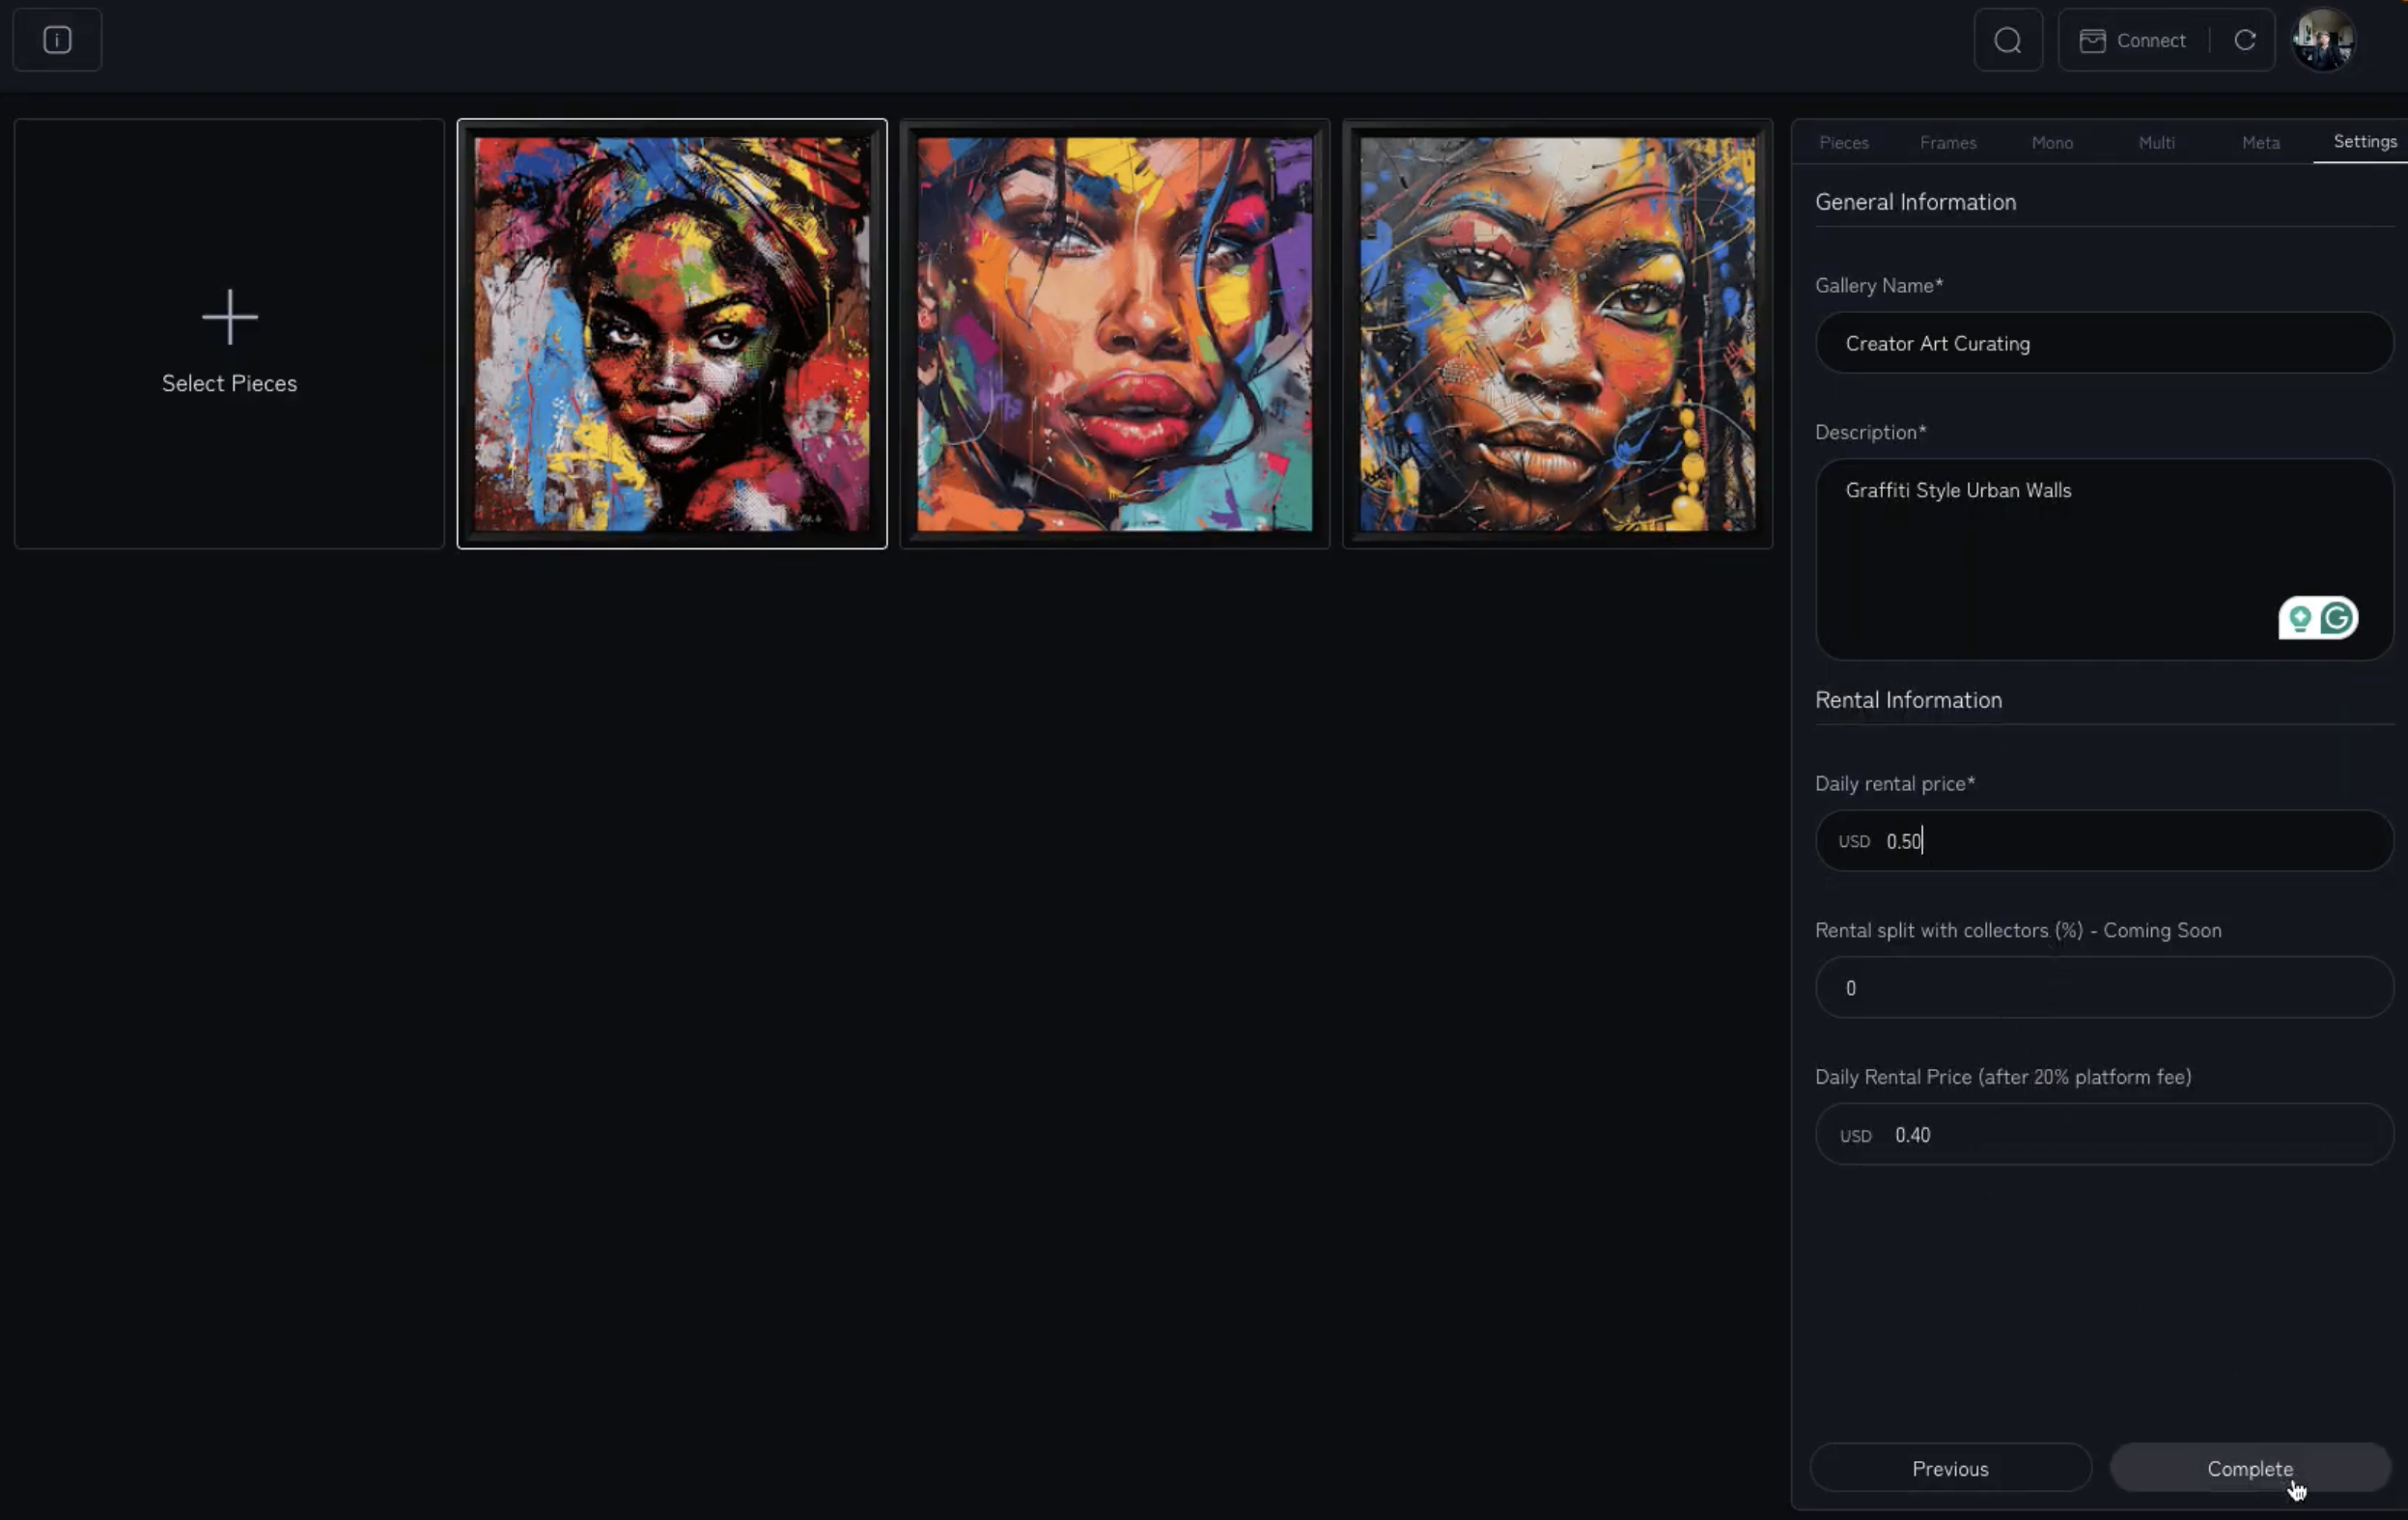 Connect
Select Pieces
Pieces
Frames
Mono
Multi
Meta
Settings
General Information
Gallery Name*
Creator Art Curating
Description*
Graffiti Style Urban Walls
Rental Information
Daily rental price*
USD 0.50
Rental split with collectors (%) - Coming Soon
0
Daily Rental Price (after 20% platform fee)
USD 0.40
Previous
Complete